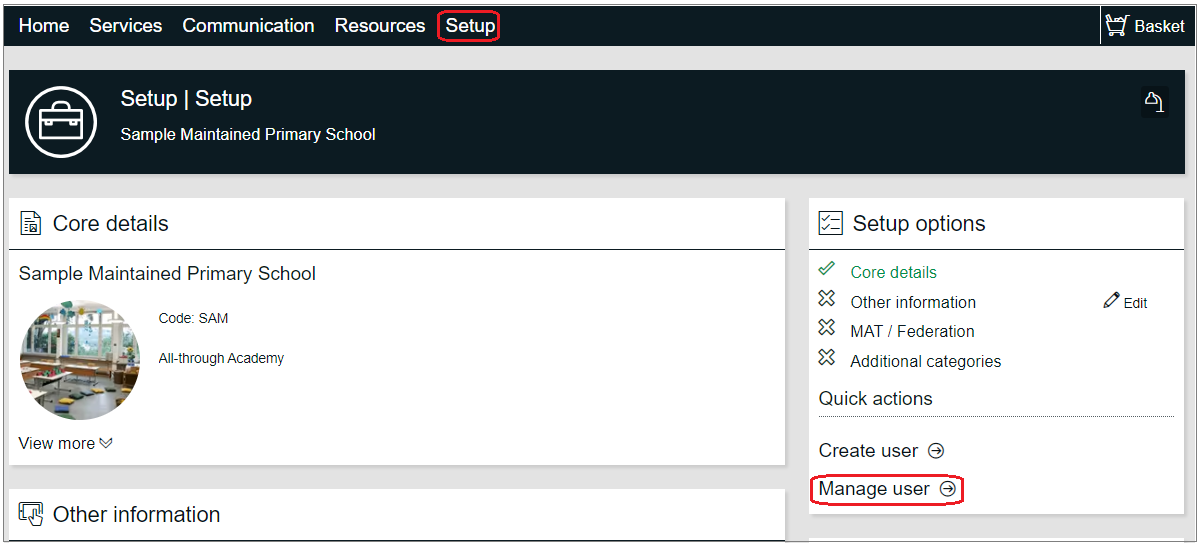 Home Services Communication Resources Setup Basket
Setup | Setup
Sample Maintained Primary School
Core details
Sample Maintained Primary School
Code: SAM
All-through Academy
View more
Other information
Setup options
Core details
Other information Edit
MAT / Federation
Additional categories
Quick actions
Create user
Manage user